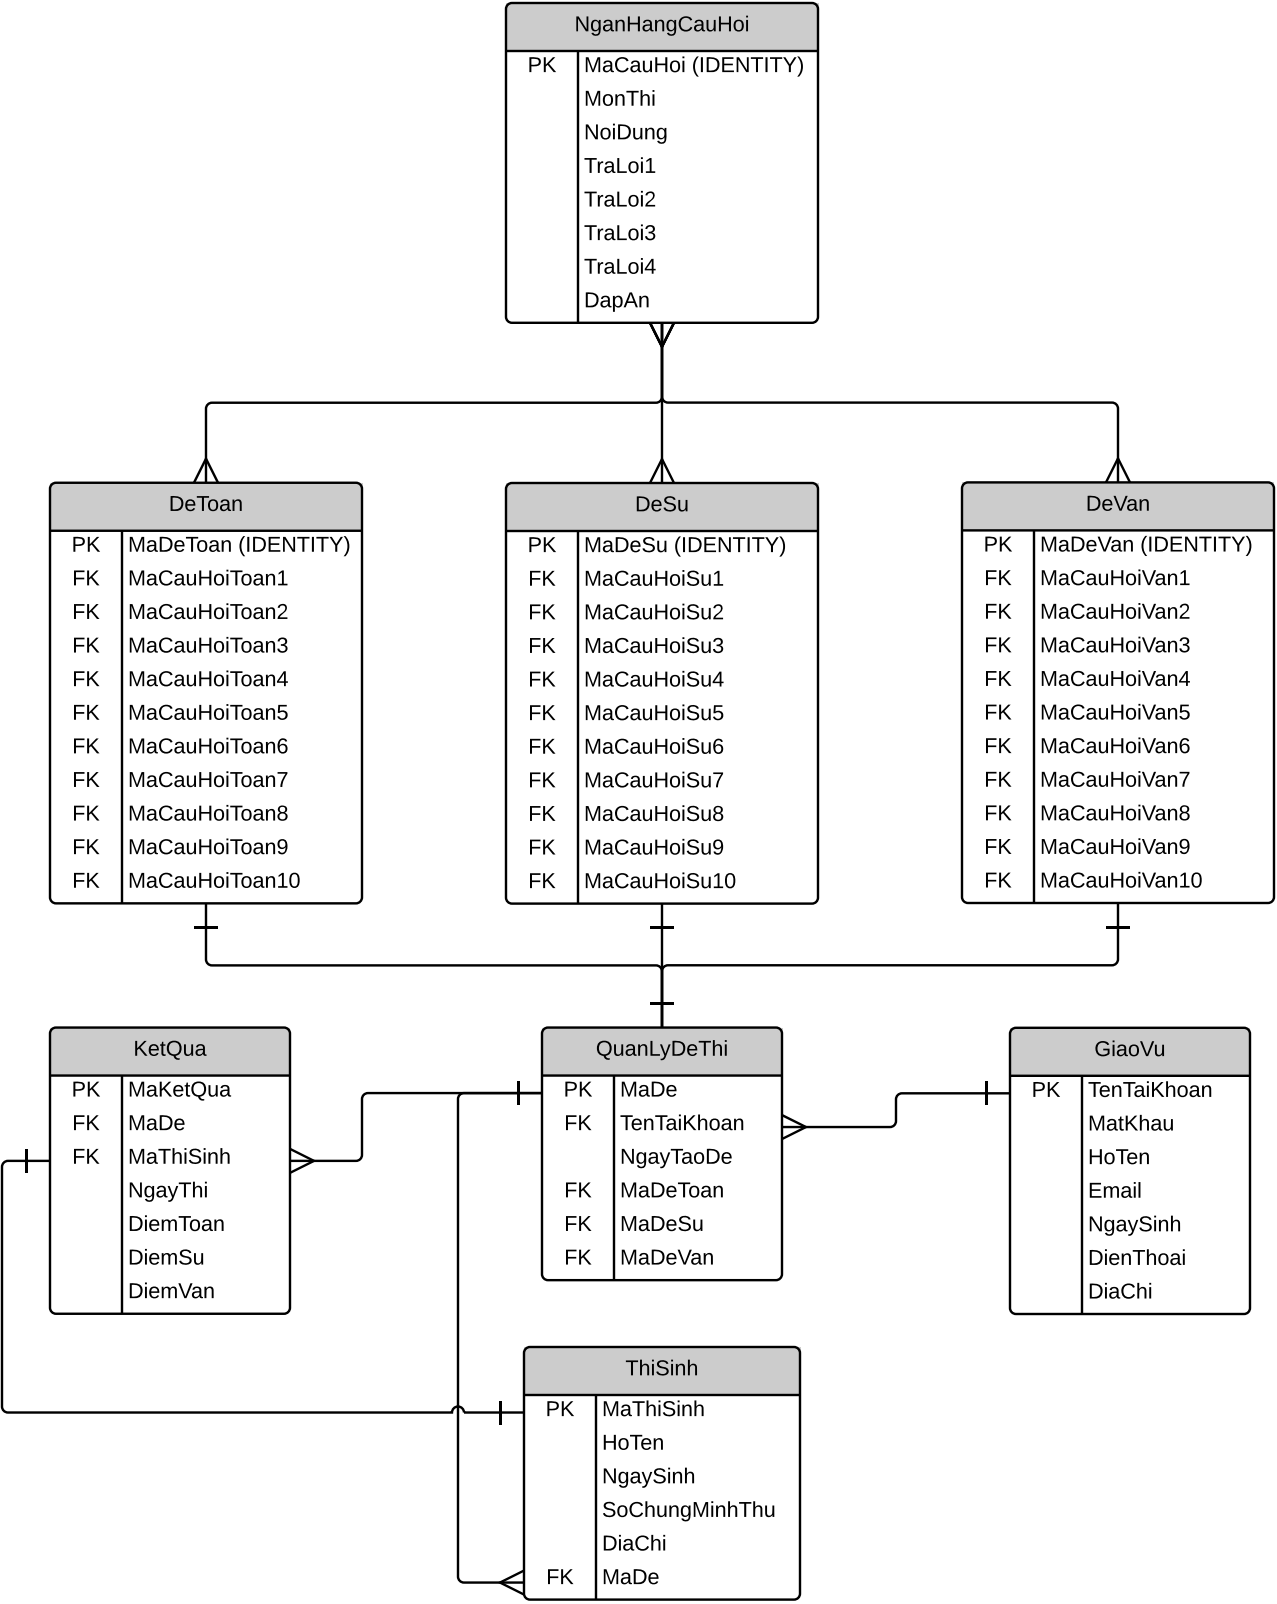 NganHangCauHoi
PK MaCauHoi (IDENTITY)
MonThi
NoiDung
TraLoi1
TraLoi2
TraLoi3
TraLoi4
DapAn
DeToan
PK MaDeToan (IDENTITY)
FK MaCauHoiToan1
FK MaCauHoiToan2
FK MaCauHoiToan3
FK MaCauHoiToan4
FK MaCauHoiToan5
FK MaCauHoiToan6
FK MaCauHoiToan7
FK MaCauHoiToan8
FK MaCauHoiToan9
FK MaCauHoiToan10
DeSu
PK MaDeSu (IDENTITY)
FK MaCauHoiSu1
FK MaCauHoiSu2
FK MaCauHoiSu3
FK MaCauHoiSu4
FK MaCauHoiSu5
FK MaCauHoiSu6
FK MaCauHoiSu7
FK MaCauHoiSu8
FK MaCauHoiSu9
FK MaCauHoiSu10
DeVan
PK MaDeVan (IDENTITY)
FK MaCauHoiVan1
FK MaCauHoiVan2
FK MaCauHoiVan3
FK MaCauHoiVan4
FK MaCauHoiVan5
FK MaCauHoiVan6
FK MaCauHoiVan7
FK MaCauHoiVan8
FK MaCauHoiVan9
FK MaCauHoiVan10
KetQua
PK MaKetQua
FK MaDe
FK MaThiSinh
NgayThi
DiemToan
DiemSu
DiemVan
QuanLyDeThi
PK MaDe
FK TenTaiKhoan
NgayTaoDe
FK MaDeToan
FK MaDeSu
FK MaDeVan
GiaoVu
PK TenTaiKhoan
MatKhau
HoTen
Email
NgaySinh
DienThoai
DiaChi
ThiSinh
PK MaThiSinh
HoTen
NgaySinh
SoChungMinhThu
DiaChi
FK MaDe